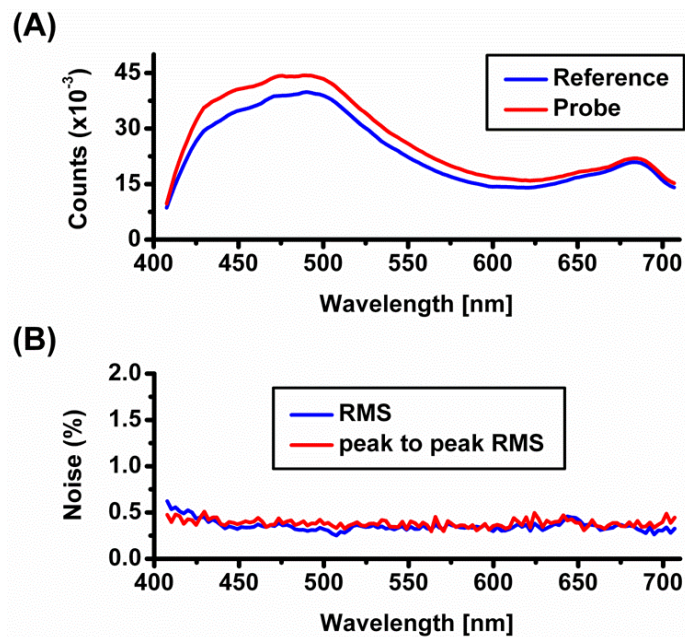 (A)
Counts (x10⁻³)
45
30
15
0
Reference
Probe
400 450 500 550 600 650 700
Wavelength [nm]
(B)
Noise (%)
2.0
1.5
1.0
0.5
0.0
RMS
peak to peak RMS
400 450 500 550 600 650 700
Wavelength [nm]